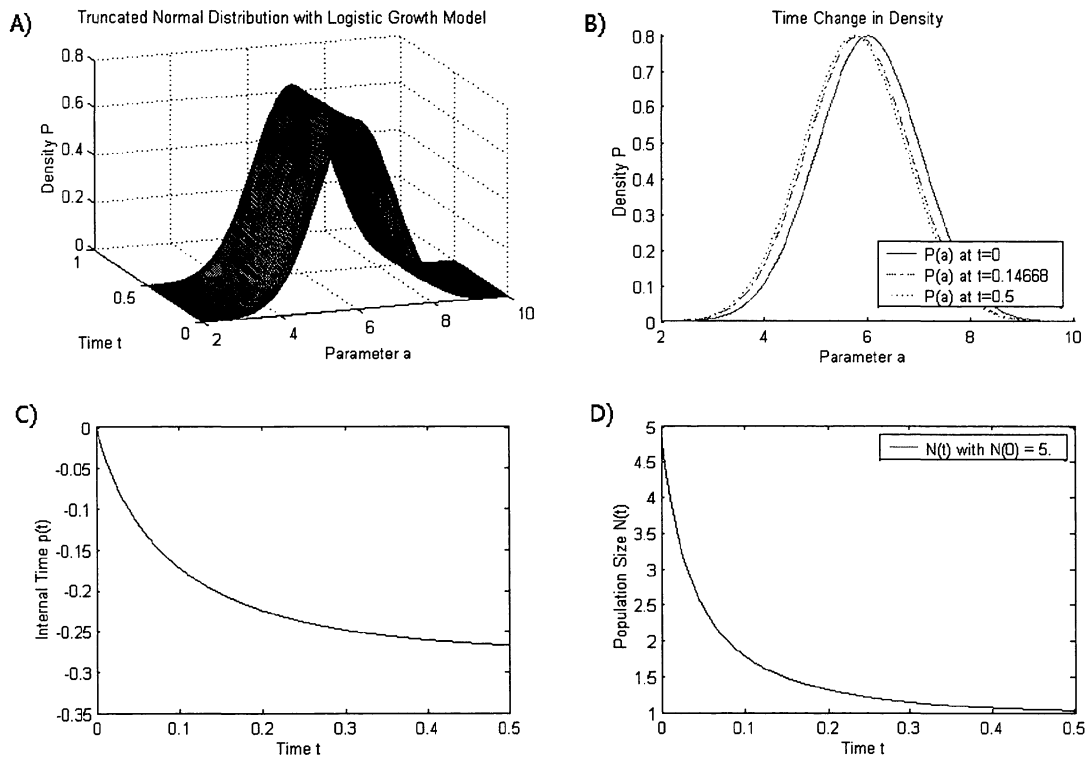 A)
Truncated Normal Distribution with Logistic Growth Model
0.8
0.6
0.4
0.2
0
Density P
1
0.5
0
Time t
2
4
6
8
10
Parameter a
B)
Time Change in Density
0.8
0.7
0.6
0.5
0.4
0.3
0.2
0.1
0
Density P
P(a) at t=0
P(a) at t=0.14668
P(a) at t=0.5
2
4
6
8
10
Parameter a
C)
0
-0.05
-0.1
-0.15
-0.2
-0.25
-0.3
-0.35
Internal Time p(t)
0
0.1
0.2
0.3
0.4
0.5
Time t
D)
5
4.5
4
3.5
3
2.5
2
1.5
1
Population Size N(t)
N(t) with N(0) = 5.
0
0.1
0.2
0.3
0.4
0.5
Time t